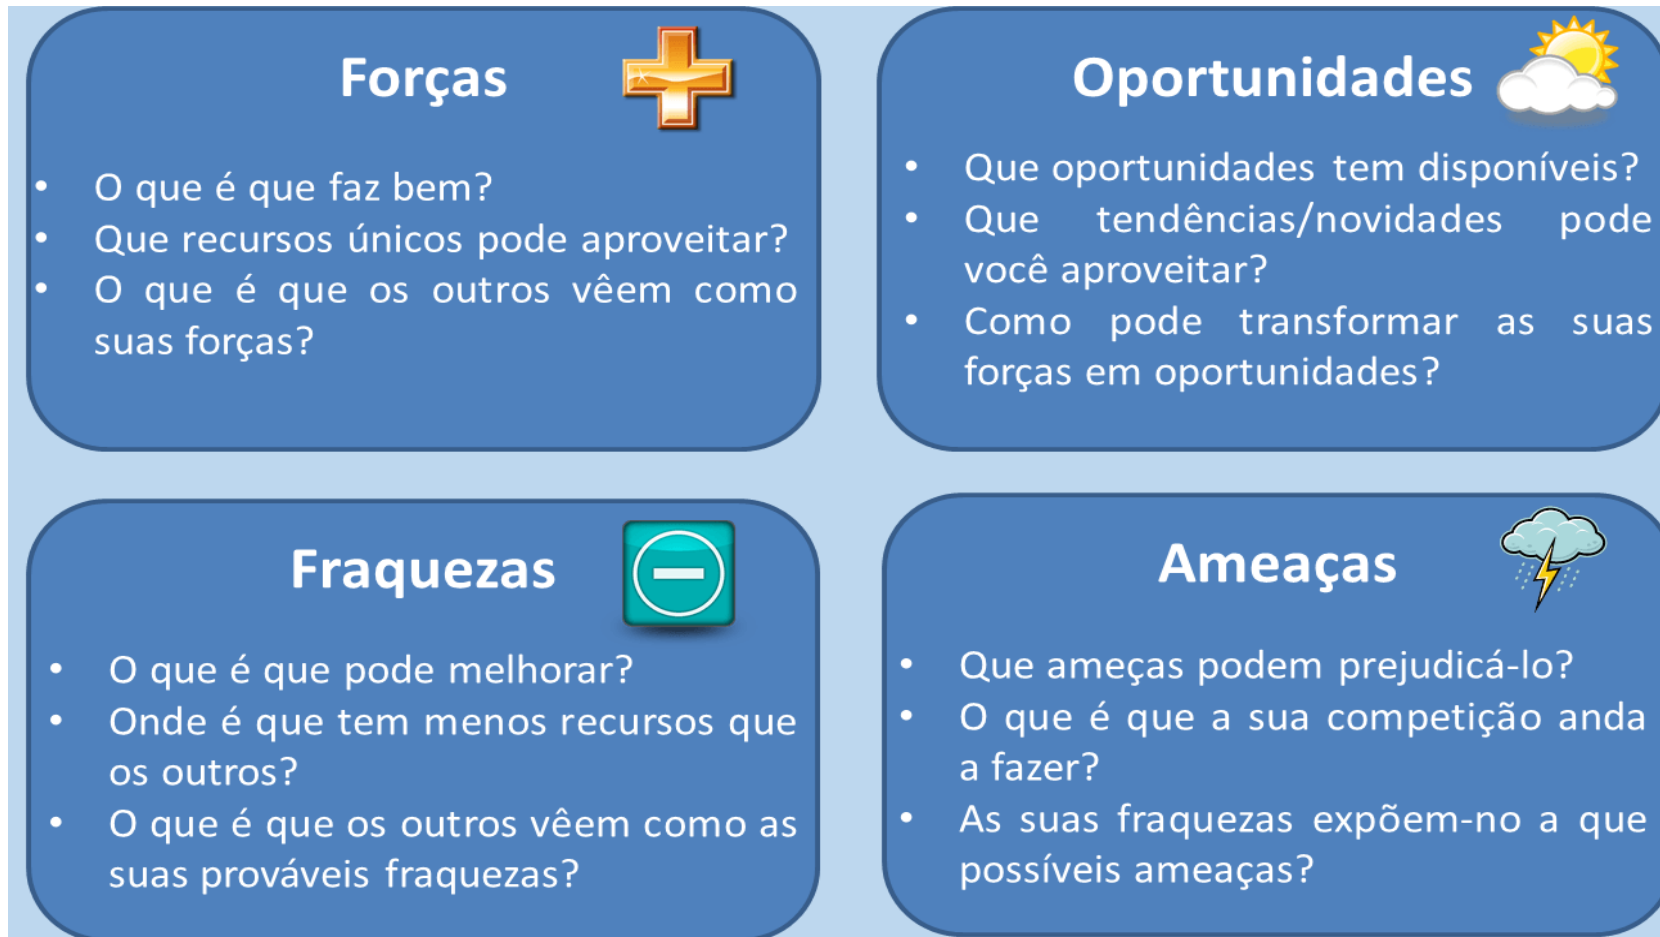 Forças
O que é que faz bem?
Que recursos únicos pode aproveitar?
O que é que os outros vêem como
suas forças?
Oportunidades
Que oportunidades tem disponíveis?
Que tendências/novidades pode
você aproveitar?
Como pode transformar as suas
forças em oportunidades?
Fraquezas
O que é que pode melhorar?
Onde é que tem menos recursos que
os outros?
O que é que os outros vêem como as
suas prováveis fraquezas?
Ameaças
Que ameças podem prejudicá-lo?
O que é que a sua competição anda
a fazer?
As suas fraquezas expõem-no a que
possíveis ameaças?